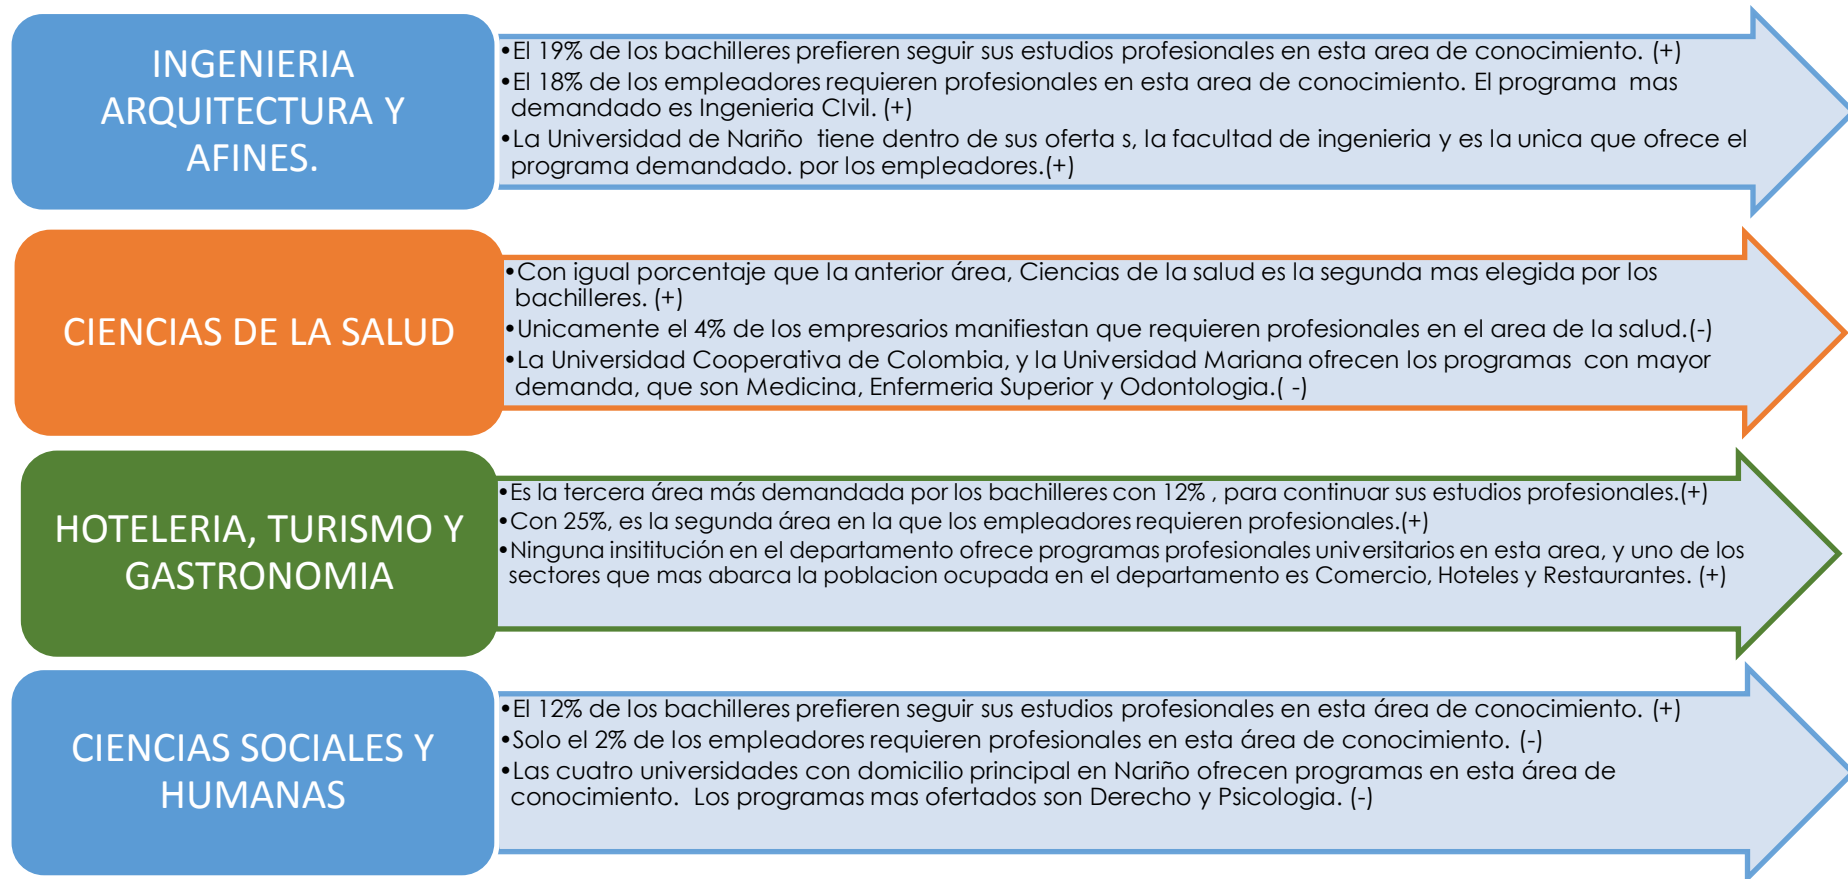 INGENIERIA
ARQUITECTURA Y
AFINES.
•El 19% de los bachilleres prefieren seguir sus estudios profesionales en esta area de conocimiento. (+)
•El 18% de los empleadores requieren profesionales en esta area de conocimiento. El programa mas
demandado es Ingenieria CIvil. (+)
•La Universidad de Nariño tiene dentro de sus oferta s, la facultad de ingenieria y es la unica que ofrece el
programa demandado. por los empleadores.(+)
CIENCIAS DE LA SALUD
•Con igual porcentaje que la anterior área, Ciencias de la salud es la segunda mas elegida por los
bachilleres. (+)
•Unicamente el 4% de los empresarios manifiestan que requieren profesionales en el area de la salud.(-)
•La Universidad Cooperativa de Colombia, y la Universidad Mariana ofrecen los programas con mayor
demanda, que son Medicina, Enfermeria Superior y Odontologia.( -)
HOTELERIA, TURISMO Y
GASTRONOMIA
•Es la tercera área más demandada por los bachilleres con 12% , para continuar sus estudios profesionales.(+)
•Con 25%, es la segunda área en la que los empleadores requieren profesionales.(+)
•Ninguna insititución en el departamento ofrece programas profesionales universitarios en esta area, y uno de los
sectores que mas abarca la poblacion ocupada en el departamento es Comercio, Hoteles y Restaurantes. (+)
CIENCIAS SOCIALES Y
HUMANAS
•El 12% de los bachilleres prefieren seguir sus estudios profesionales en esta área de conocimiento. (+)
•Solo el 2% de los empleadores requieren profesionales en esta área de conocimiento. (-)
•Las cuatro universidades con domicilio principal en Nariño ofrecen programas en esta área de
conocimiento. Los programas mas ofertados son Derecho y Psicologia. (-)